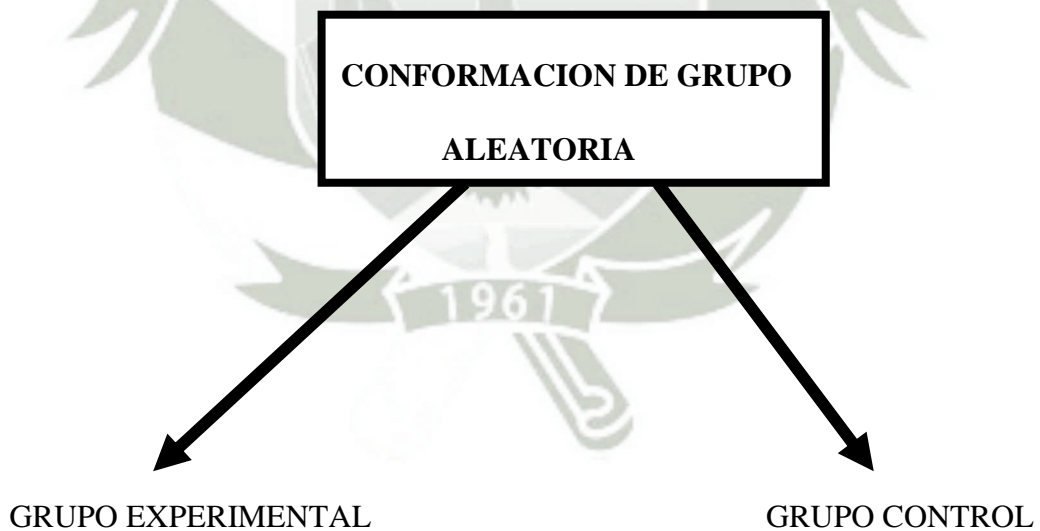 CONFORMACION DE GRUPO
ALEATORIA
1961
GRUPO EXPERIMENTAL
GRUPO CONTROL